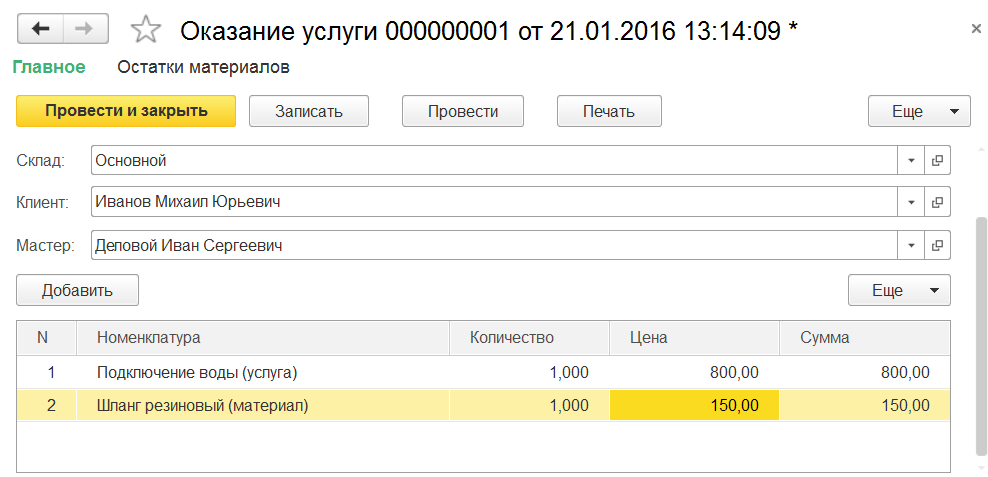 Оказание услуги 000000001 от 21.01.2016 13:14:09 *
Главное Остатки материалов
Провести и закрыть Записать Провести Печать Еще
Склад: Основной
Клиент: Иванов Михаил Юрьевич
Мастер: Деловой Иван Сергеевич
Добавить Еще
N Номенклатура Количество Цена Сумма
1 Подключение воды (услуга) 1,000 800,00 800,00
2 Шланг резиновый (материал) 1,000 150,00 150,00